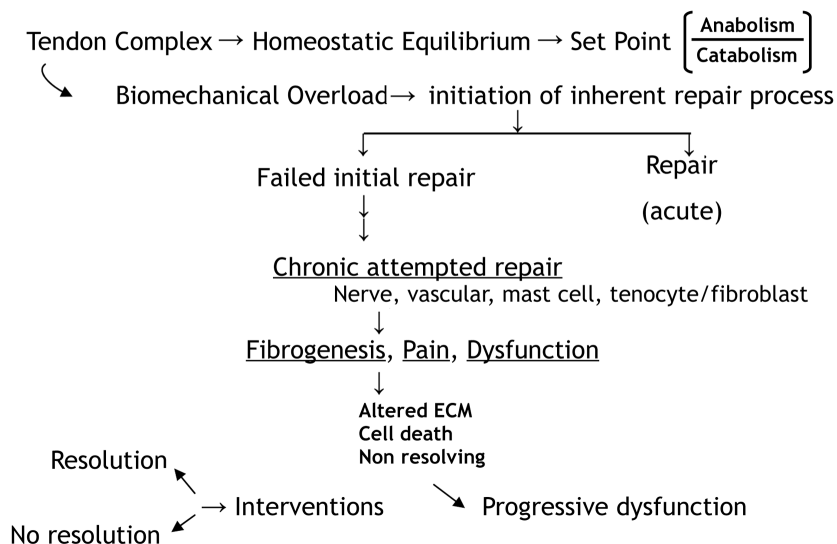 Tendon Complex → Homeostatic Equilibrium → Set Point [Anabolism
Catabolism]
Biomechanical Overload → initiation of inherent repair process
Failed initial repair
Repair
(acute)
Chronic attempted repair
Nerve, vascular, mast cell, tenocyte/fibroblast
Fibrogenesis, Pain, Dysfunction
Altered ECM
Cell death
Non resolving
Resolution
→ Interventions
Progressive dysfunction
No resolution